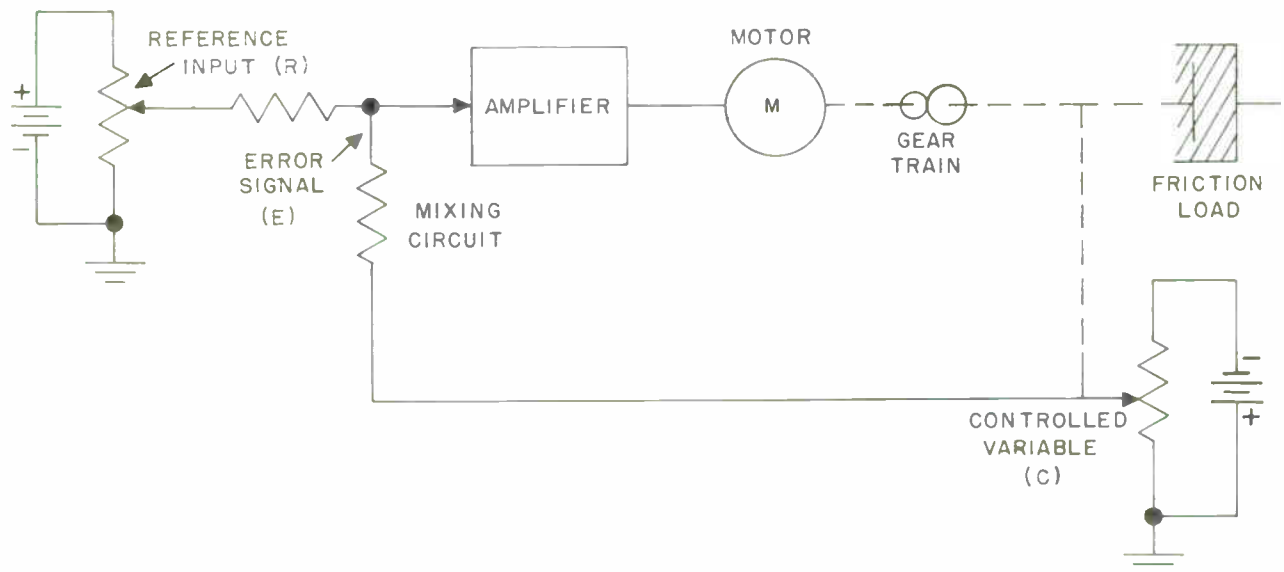 REFERENCE
INPUT (R)
+
-
ERROR
SIGNAL
(E)
MIXING
CIRCUIT
AMPLIFIER
MOTOR
M
GEAR
TRAIN
FRICTION
LOAD
CONTROLLED
VARIABLE
(C)
-
+